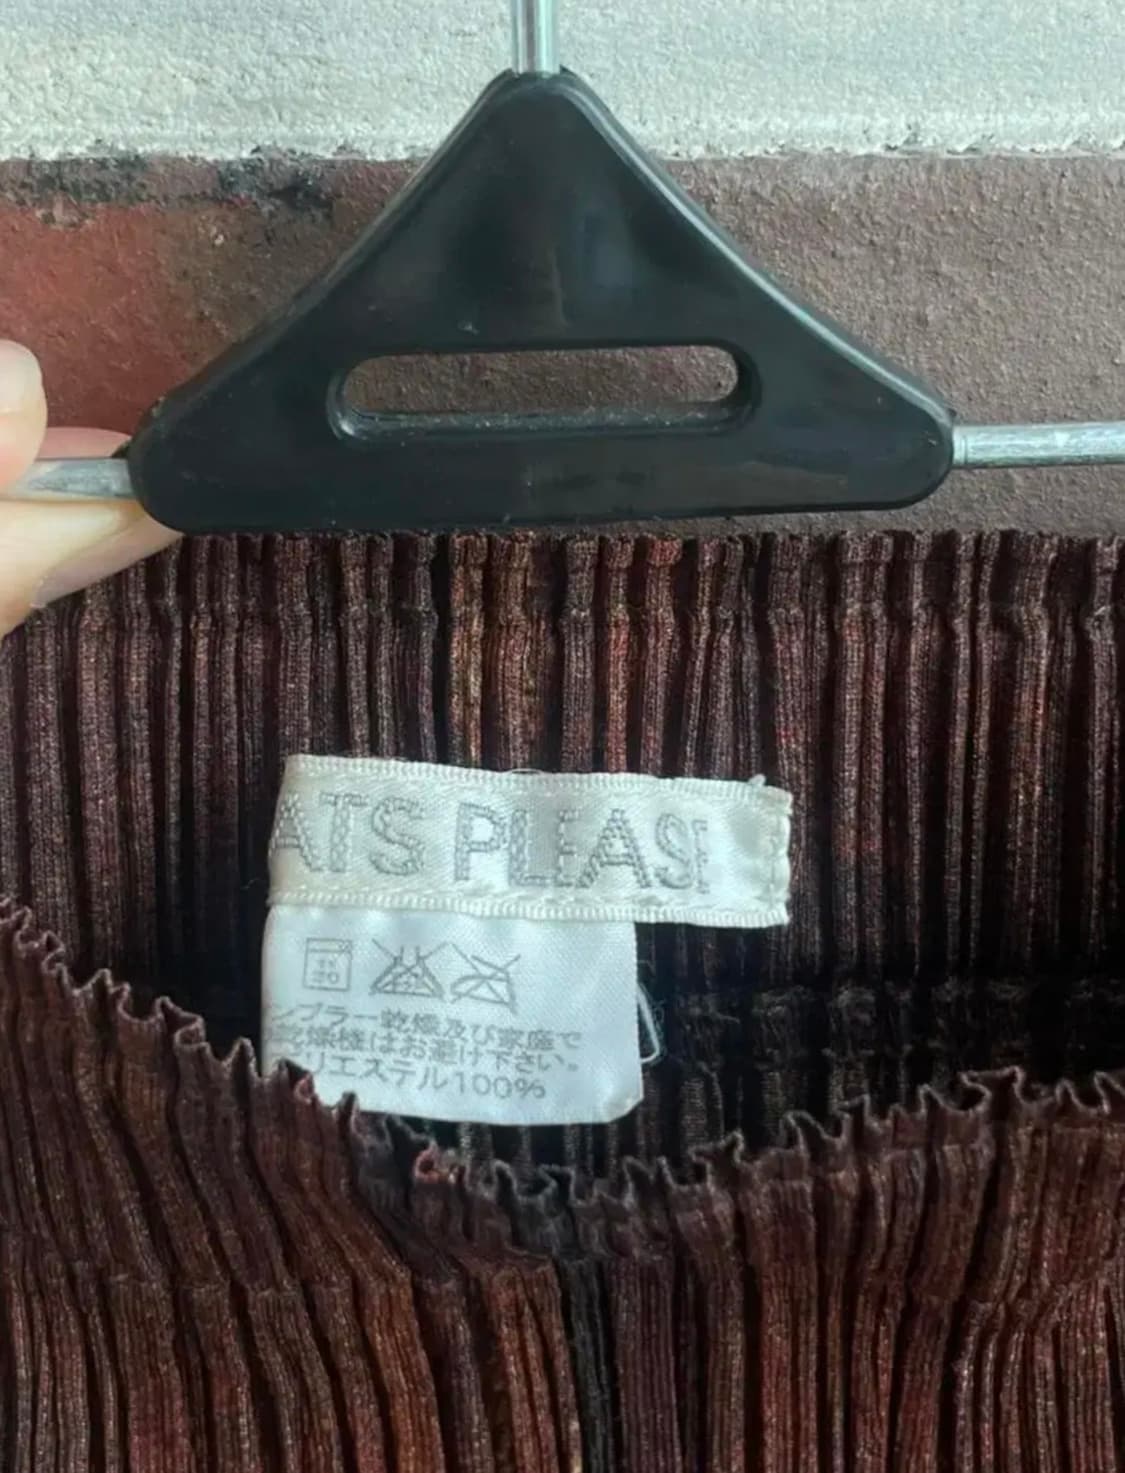 ATS PLEASE
ンブラー乾燥及び家庭で
乾燥機はお避け下さい。
リエステル100%